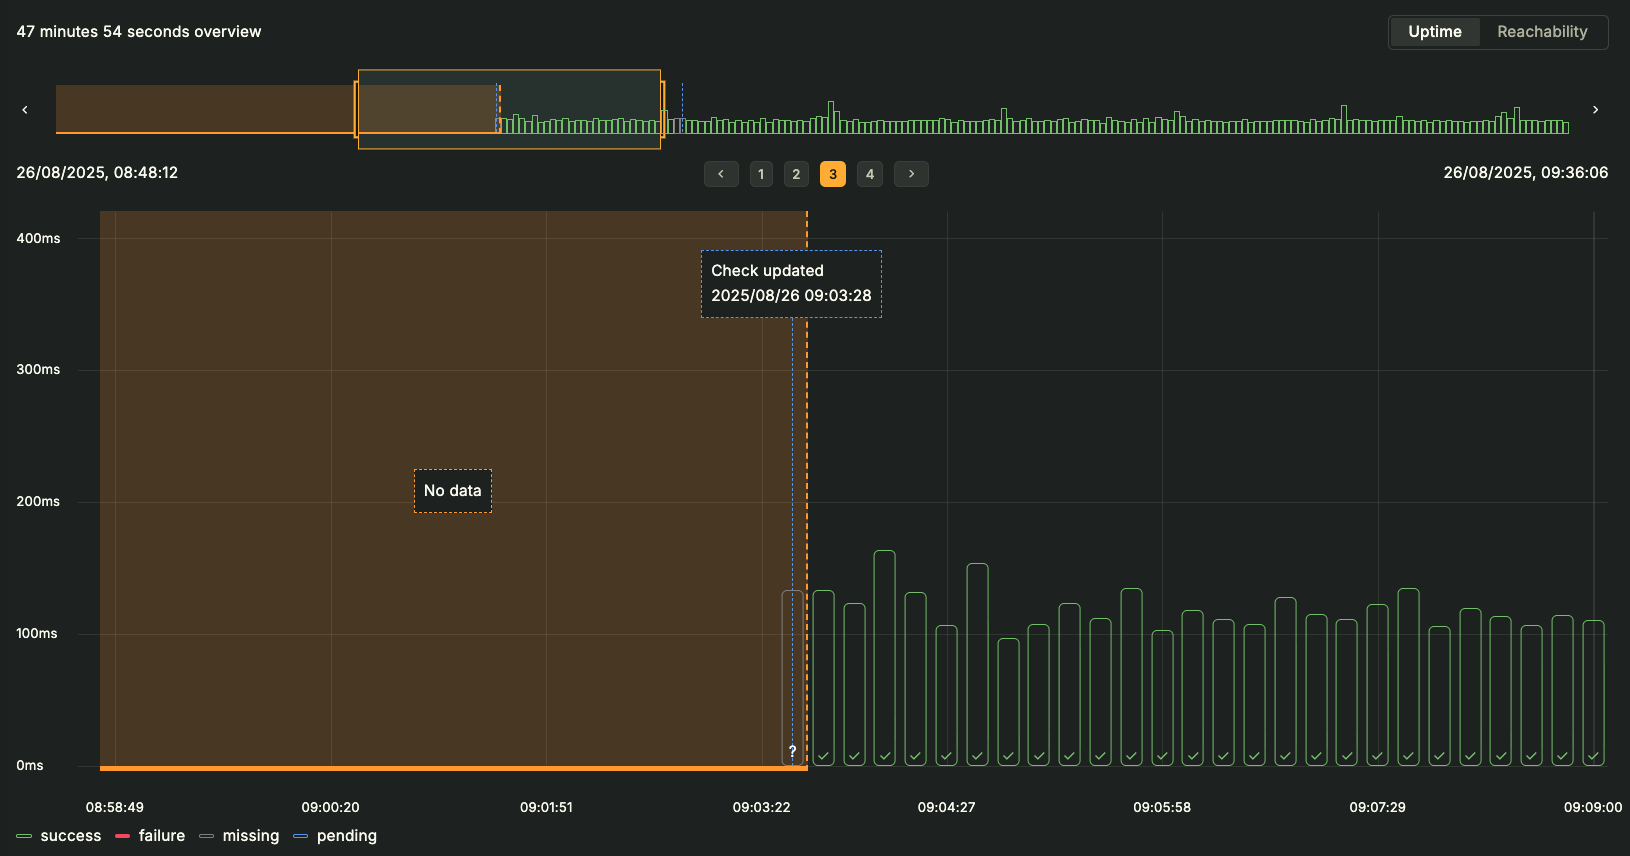 47 minutes 54 seconds overview
Uptime
Reachability
26/08/2025, 08:48:12
1
2
3
4
26/08/2025, 09:36:06
400ms
Check updated
2025/08/26 09:03:28
300ms
No data
200ms
100ms
?
0ms
08:58:49
09:00:20
09:01:51
09:03:22
09:04:27
09:05:58
09:07:29
09:09:00
success
failure
missing
pending